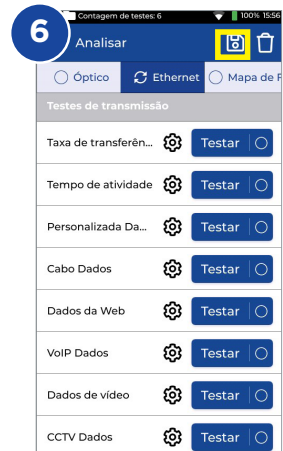 6
Contagem de testes: 6 100% 15:56
Analisar
Óptico Ethernet Mapa de F
Testes de transmissão
Taxa de transferên... Testar
Tempo de atividade Testar
Personalizada Da... Testar
Cabo Dados Testar
Dados da Web Testar
VoIP Dados Testar
Dados de vídeo Testar
CCTV Dados Testar